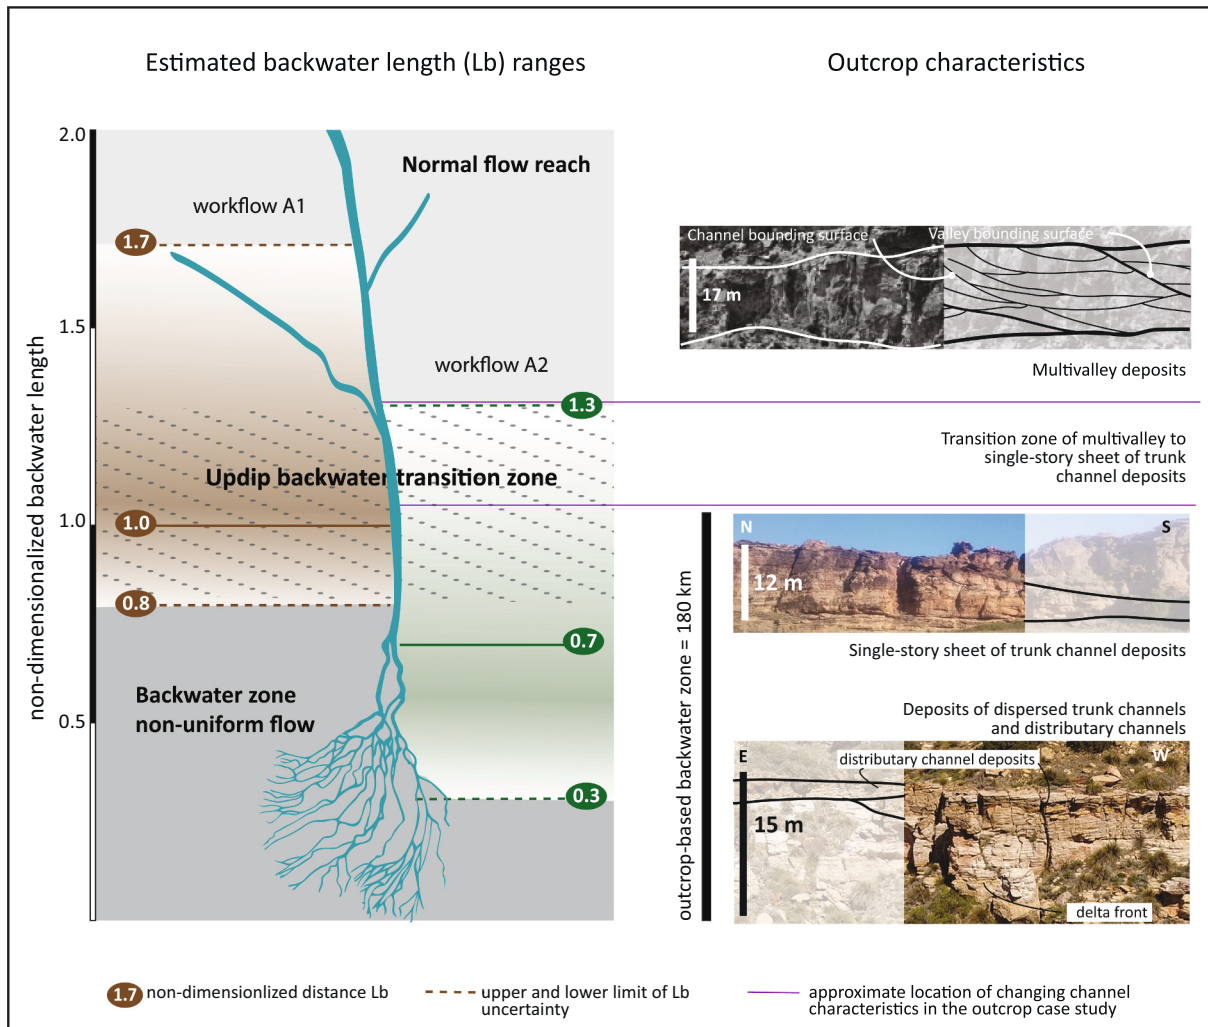 Estimated backwater length (Lb) ranges
Outcrop characteristics
non-dimensionalized backwater length
2.0
1.5
1.0
0.5
Normal flow reach
workflow A1
1.7
workflow A2
1.3
Updip backwater transition zone
1.0
0.8
0.7
Backwater zone
non-uniform flow
0.3
Channel bounding surface
Valley bounding surface
17 m
Multivalley deposits
Transition zone of multivalley to
single-story sheet of trunk
channel deposits
outcrop-based backwater zone = 180 km
N
S
12 m
Single-story sheet of trunk channel deposits
Deposits of dispersed trunk channels
and distributary channels
E
distributary channel deposits
W
15 m
delta front
1.7 non-dimensionlized distance Lb
upper and lower limit of Lb
uncertainty
approximate location of changing channel
characteristics in the outcrop case study